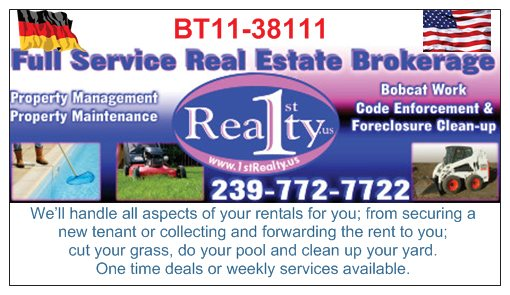 BT11-38111
Full Service Real Estate Brokerage
Property Management
Property Maintenance
1st
Realty.us
www.1stRealty.us
Bobcat Work
Code Enforcement &
Foreclosure Clean-up
239-772-7722
We'll handle all aspects of your rentals for you; from securing a
new tenant or collecting and forwarding the rent to you;
cut your grass, do your pool and clean up your yard.
One time deals or weekly services available.